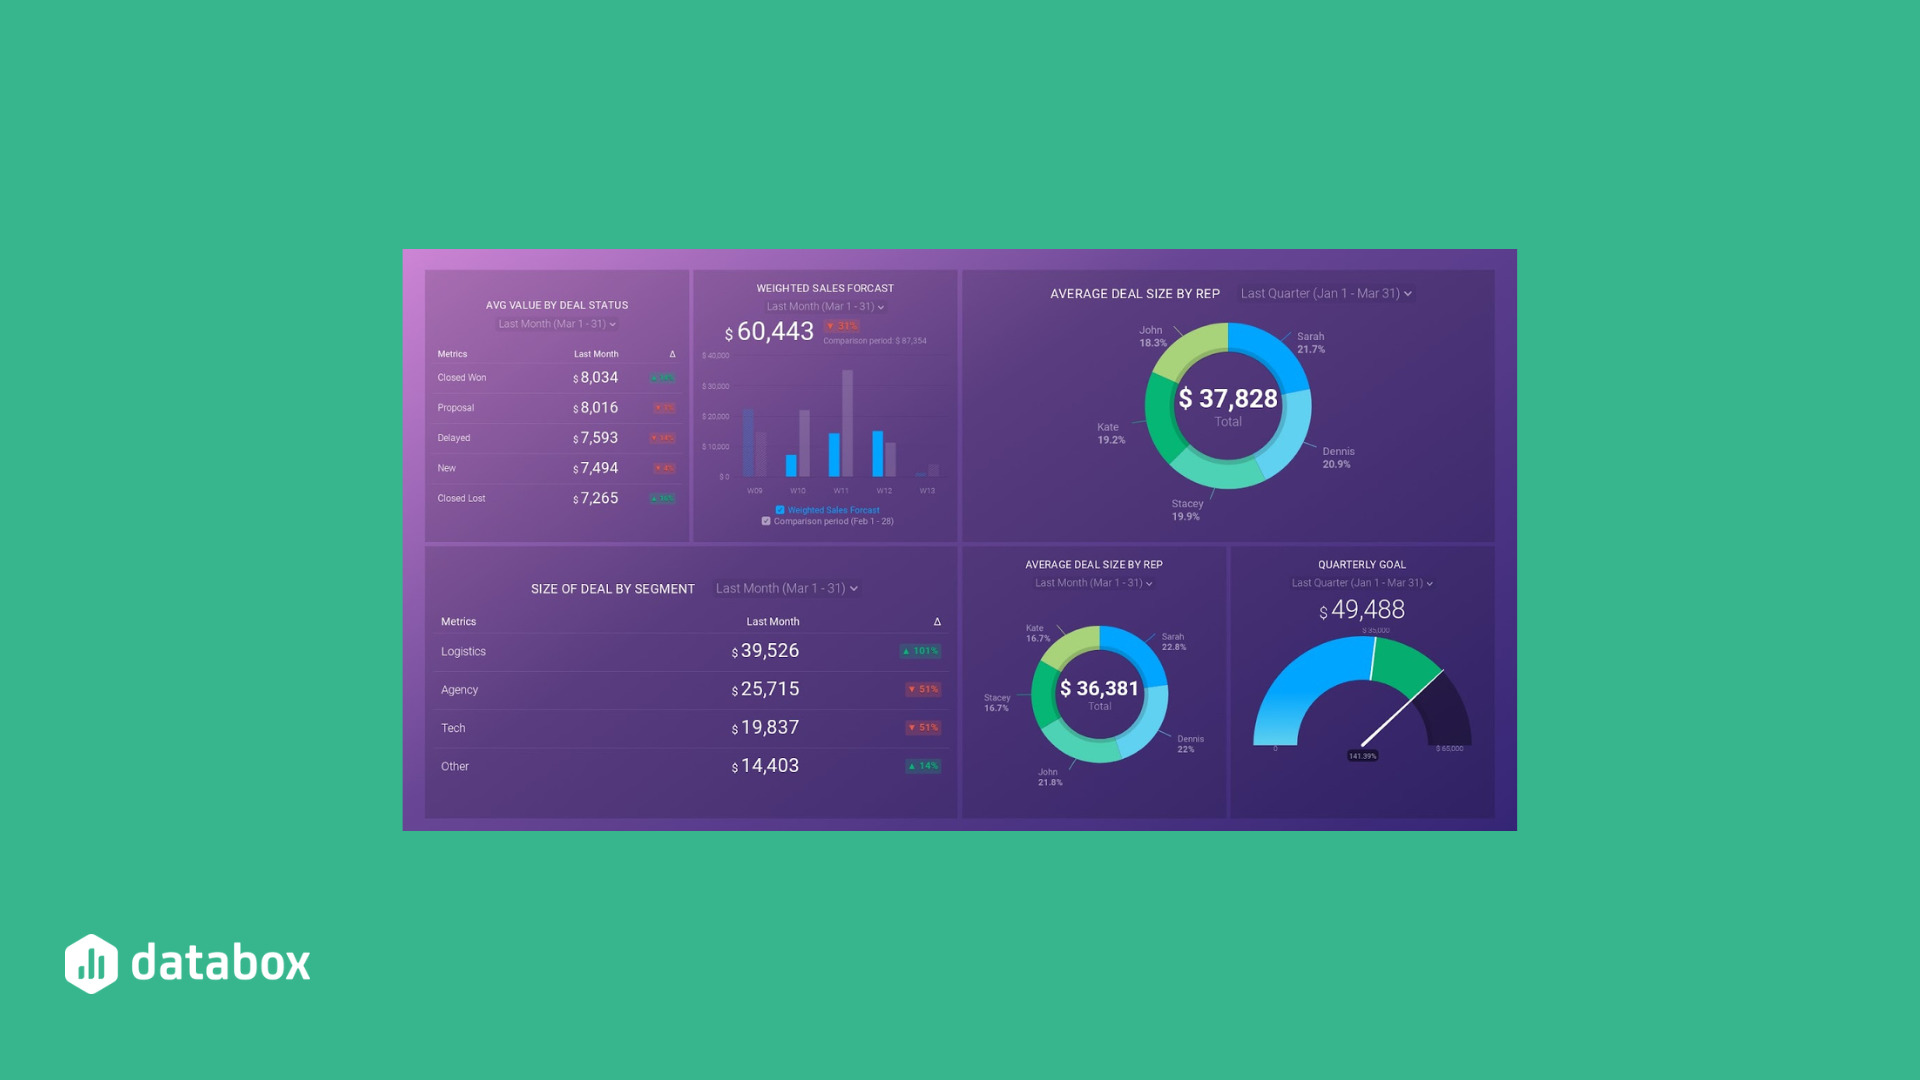 AVG VALUE BY DEAL STATUS
Last Month (Mar 1 - 31)
Metrics Last Month Δ
Closed Won $ 8,034
Proposal $ 8,016
Delayed $ 7,593
New $ 7,494
Closed Lost $ 7,265
WEIGHTED SALES FORCAST
Last Month (Mar 1 - 31)
$ 60,443 ▼ 31%
Comparison period: $ 87,354
$ 40,000
$ 30,000
$ 20,000
$ 10,000
$ 0
W09 W10 W11 W12 W13
Weighted Sales Forcast
Comparison period (Feb 1 - 28)
AVERAGE DEAL SIZE BY REP Last Quarter (Jan 1 - Mar 31)
John
18.3%
Sarah
21.7%
$ 37,828
Total
Kate
19.2%
Dennis
20.9%
Stacey
19.9%
SIZE OF DEAL BY SEGMENT Last Month (Mar 1 - 31)
Metrics Last Month Δ
Logistics $ 39,526 ▲ 101%
Agency $ 25,715 ▼ 51%
Tech $ 19,837 ▼ 51%
Other $ 14,403 ▲ 14%
AVERAGE DEAL SIZE BY REP
Last Month (Mar 1 - 31)
Kate
16.7%
Sarah
22.8%
$ 36,381
Total
Stacey
16.7%
Dennis
22%
John
21.8%
QUARTERLY GOAL
Last Quarter (Jan 1 - Mar 31)
$ 49,488
$ 35,000
0
$ 65,000
141.39%
databox